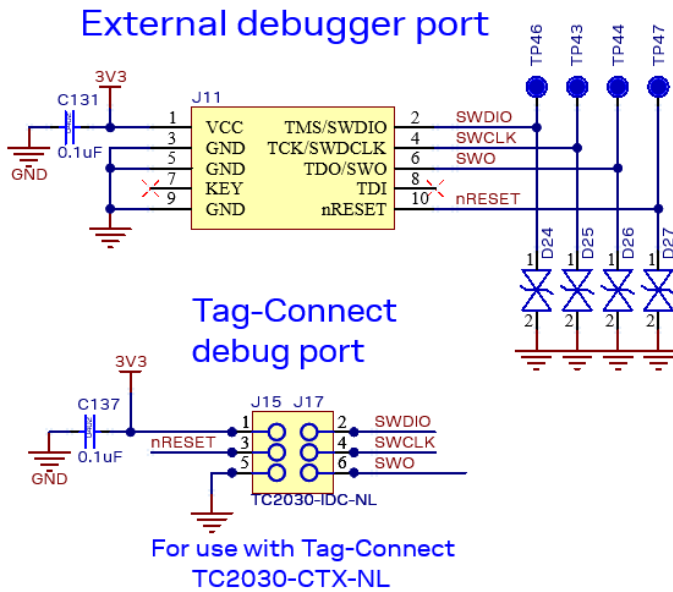 External debugger port
TP46
TP43
TP44
TP47
3V3
J11
C131
0402
0.1uF
GND
1
VCC
TMS/SWDIO
2
SWDIO
3
GND
TCK/SWDCLK
4
SWCLK
5
GND
TDO/SWO
6
SWO
7
KEY
TDI
8
9
GND
nRESET
10
nRESET
1
D24
2
1
D25
2
1
D26
2
1
D27
2
Tag-Connect
debug port
3V3
J15 J17
C137
0402
0.1uF
GND
1
2
SWDIO
nRESET
3
4
SWCLK
5
6
SWO
TC2030-IDC-NL
For use with Tag-Connect
TC2030-CTX-NL